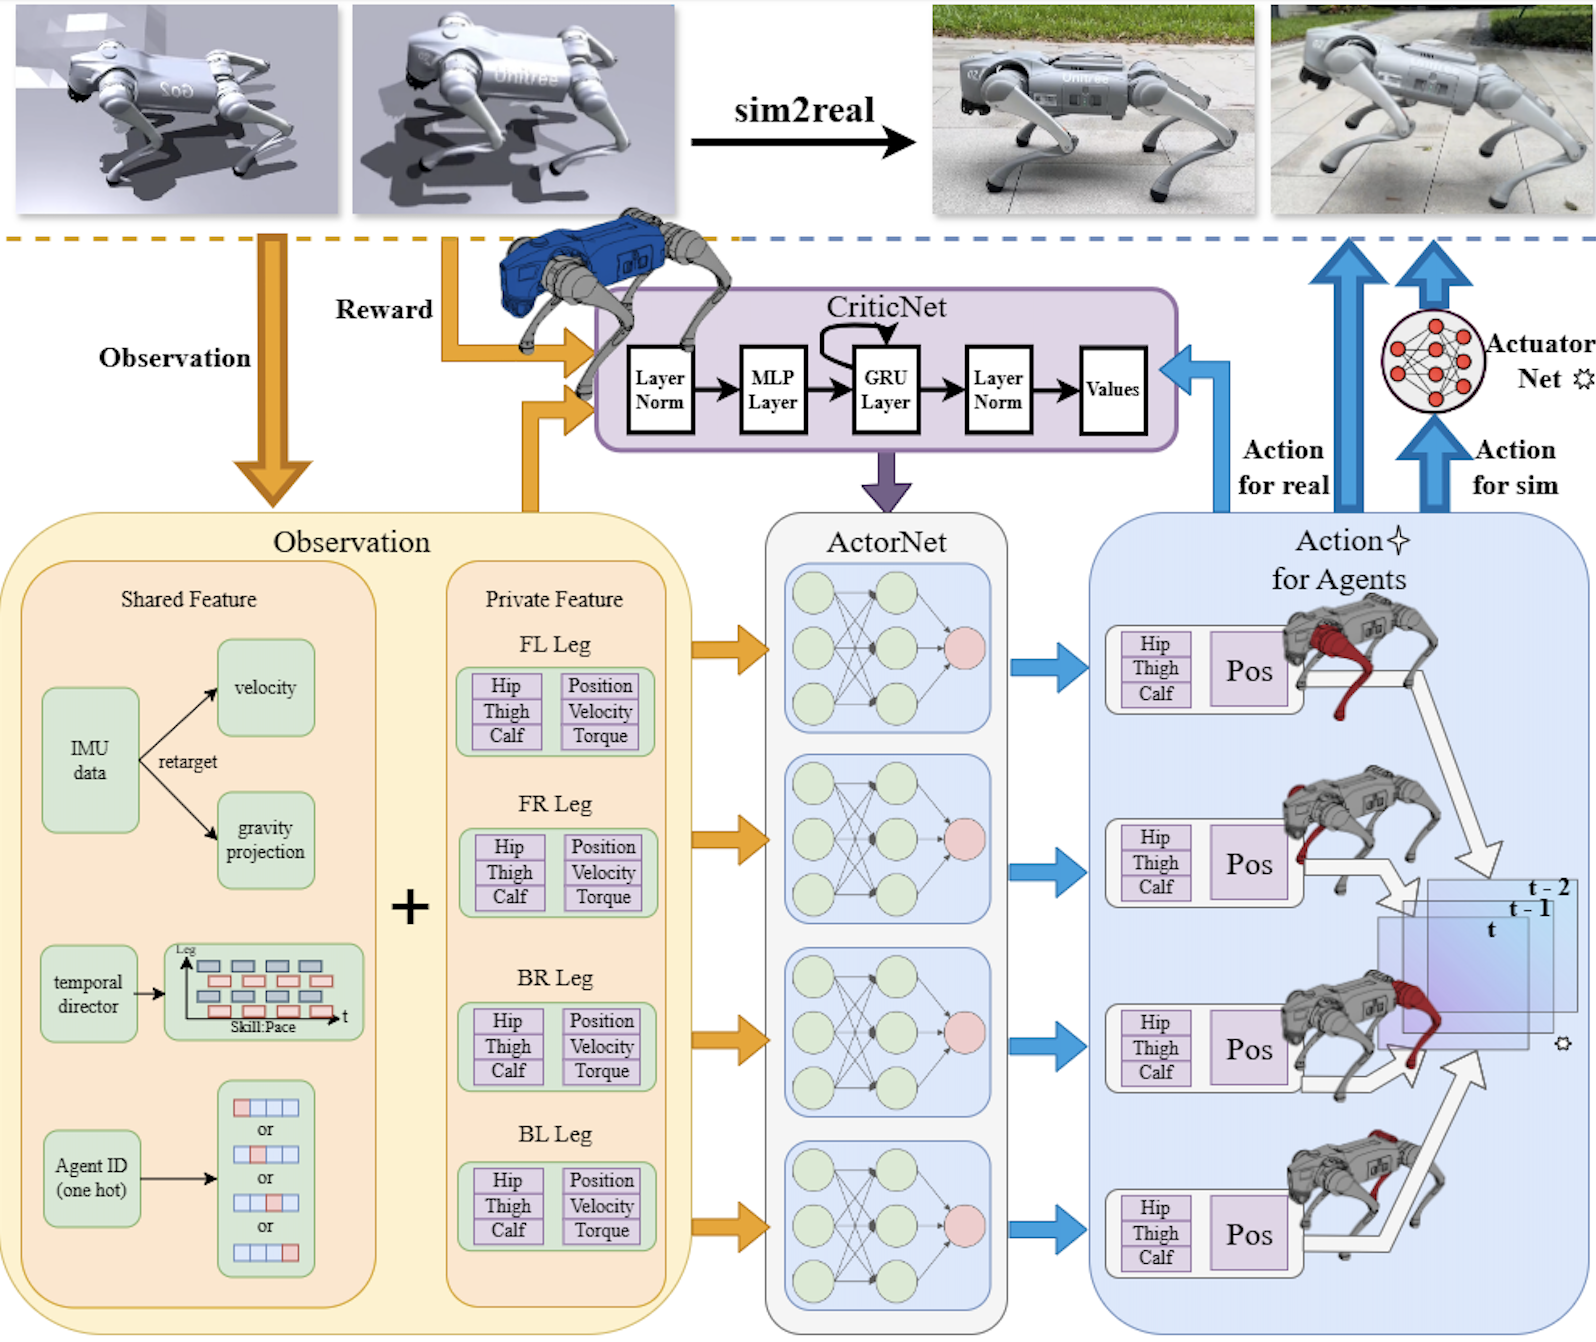 Go2
Unitree
sim2real
Unitree
Reward
Observation
CriticNet
Layer
Norm
MLP
Layer
GRU
Layer
Layer
Norm
Values
Actuator
Net
Action
for real
Action
for sim
Observation
Shared Feature
IMU
data
retarget
velocity
gravity
projection
temporal
director
Leg
t
Skill:Pace
Agent ID
(one hot)
or
or
or
+
Private Feature
FL Leg
Hip
Thigh
Calf
Position
Velocity
Torque
FR Leg
Hip
Thigh
Calf
Position
Velocity
Torque
BR Leg
Hip
Thigh
Calf
Position
Velocity
Torque
BL Leg
Hip
Thigh
Calf
Position
Velocity
Torque
ActorNet
Action
for Agents
Hip
Thigh
Calf
Pos
Hip
Thigh
Calf
Pos
Hip
Thigh
Calf
Pos
Hip
Thigh
Calf
Pos
t - 2
t - 1
t